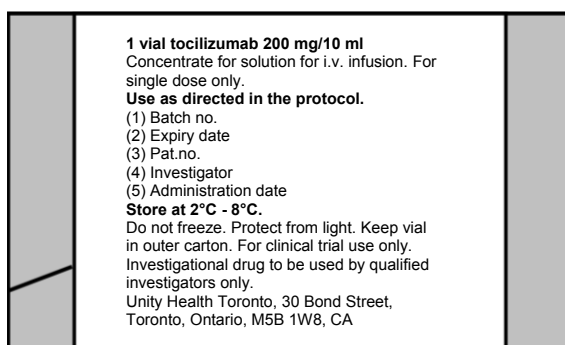 1 vial tocilizumab 200 mg/10 ml
Concentrate for solution for i.v. infusion. For
single dose only.
Use as directed in the protocol.
(1) Batch no.
(2) Expiry date
(3) Pat.no.
(4) Investigator
(5) Administration date
Store at 2°C - 8°C.
Do not freeze. Protect from light. Keep vial
in outer carton. For clinical trial use only.
Investigational drug to be used by qualified
investigators only.
Unity Health Toronto, 30 Bond Street,
Toronto, Ontario, M5B 1W8, CA